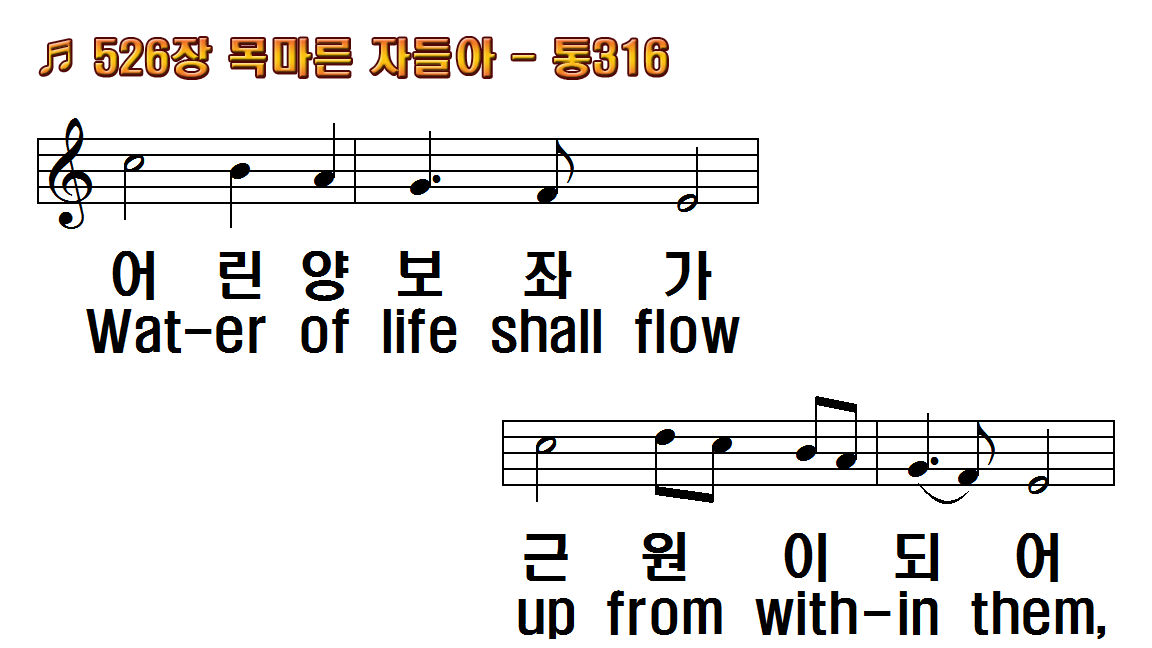 ♬ 526장 목마른 자들아 - 통316
어 린 양 보 좌 가
Wat-er of life shall flow
근 원 이 되 어
up from with-in them,